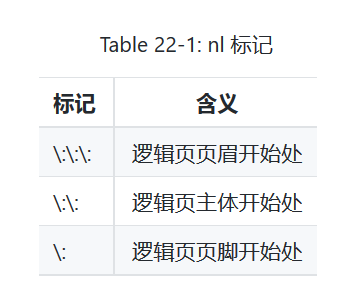 Table 22-1: nl 标记
标记 含义
\:\:\: 逻辑页页眉开始处
\:\: 逻辑页主体开始处
\: 逻辑页页脚开始处